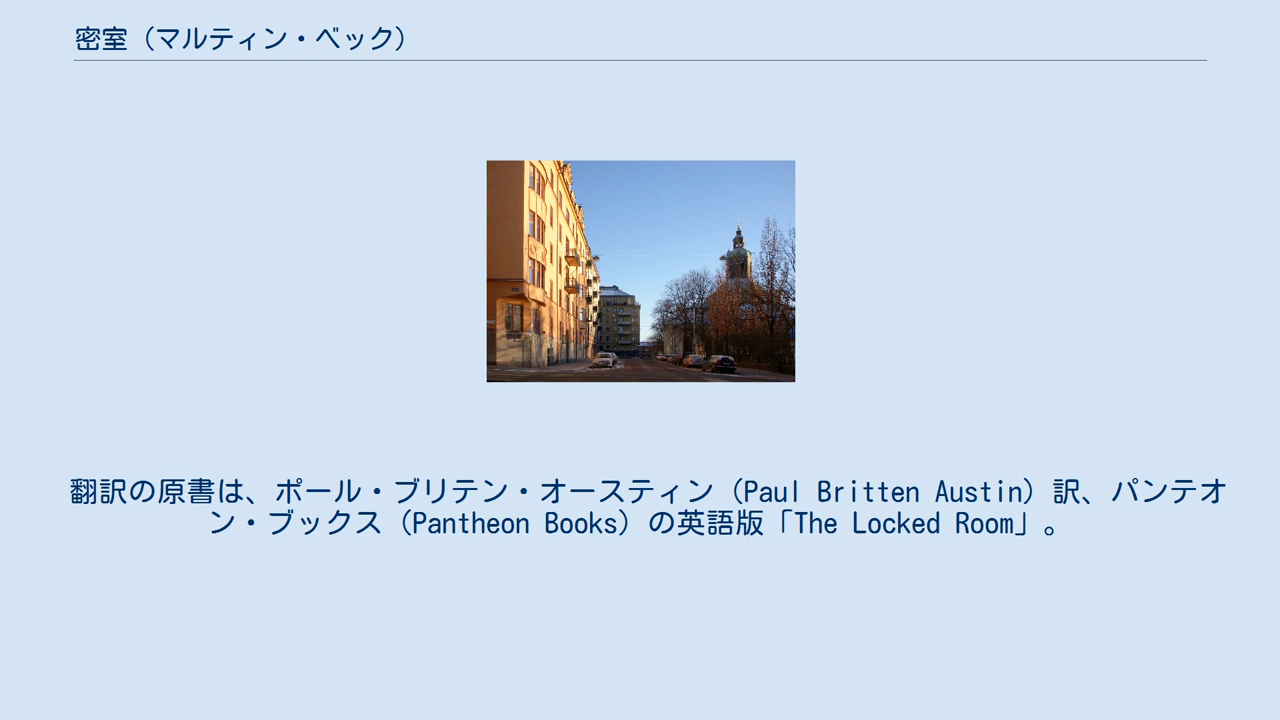 密室（マルティン・ベック）
翻訳の原書は、ポール・ブリテン・オースティン（Paul Britten Austin）訳、パンテオ
ン・ブックス（Pantheon Books）の英語版「The Locked Room」。